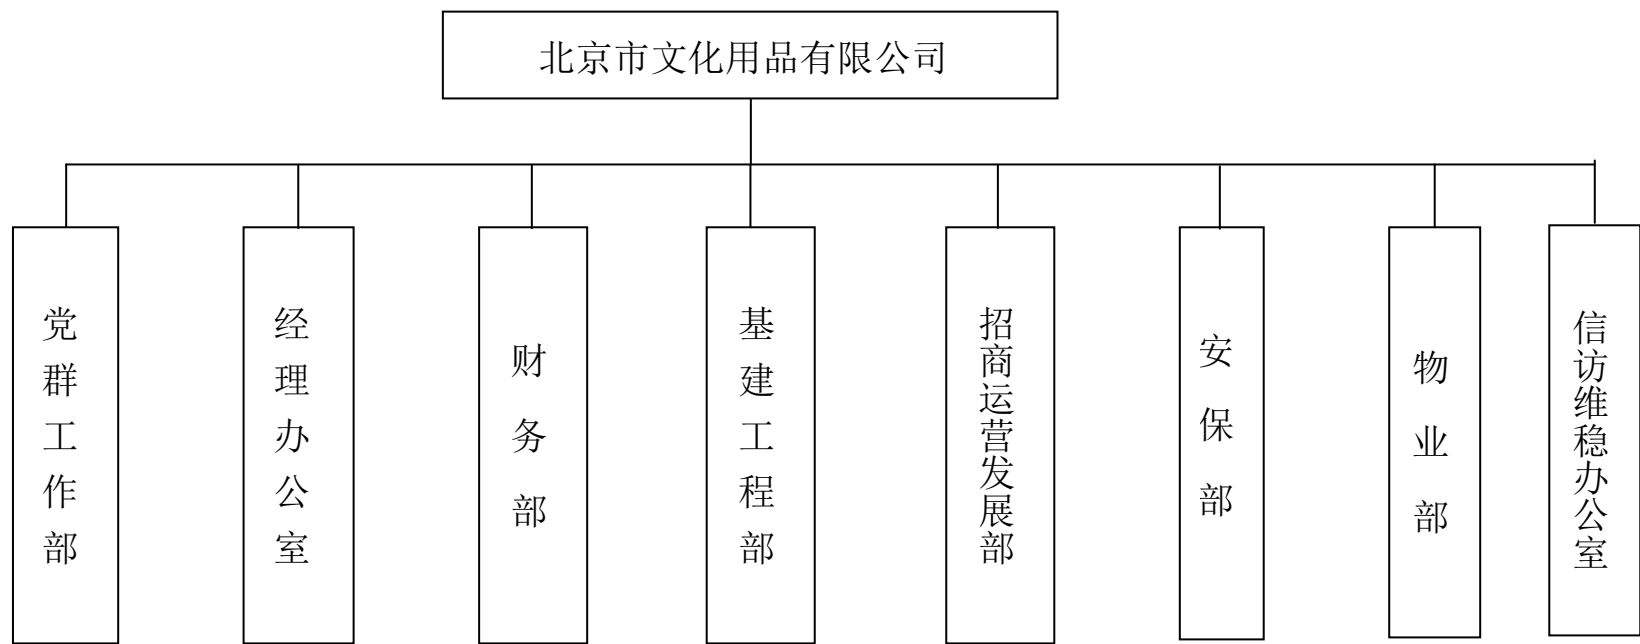 北京市文化用品有限公司
党群工作部
经理办公室
财务部
基建工程部
招商运营发展部
安保部
物业部
信访维稳办公室